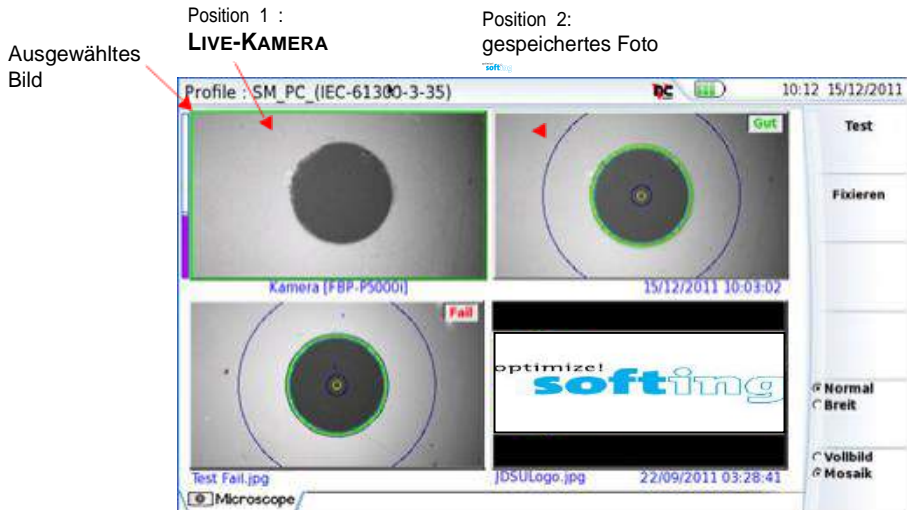 Position 1 :
LIVE-KAMERA
Position 2:
gespeichertes Foto
softing
Ausgewähltes
Bild
Profile : SM_PC_(IEC-61300-3-35)
10:12 15/12/2011
Gut
Kamera [FBP-P5000i]
15/12/2011 10:03:02
Fail
optimize!
softing
Test Fail.jpg
JDSULogo.jpg 22/09/2011 03:28:41
Microscope
Test
Fixieren
Normal
Breit
Vollbild
Mosaik